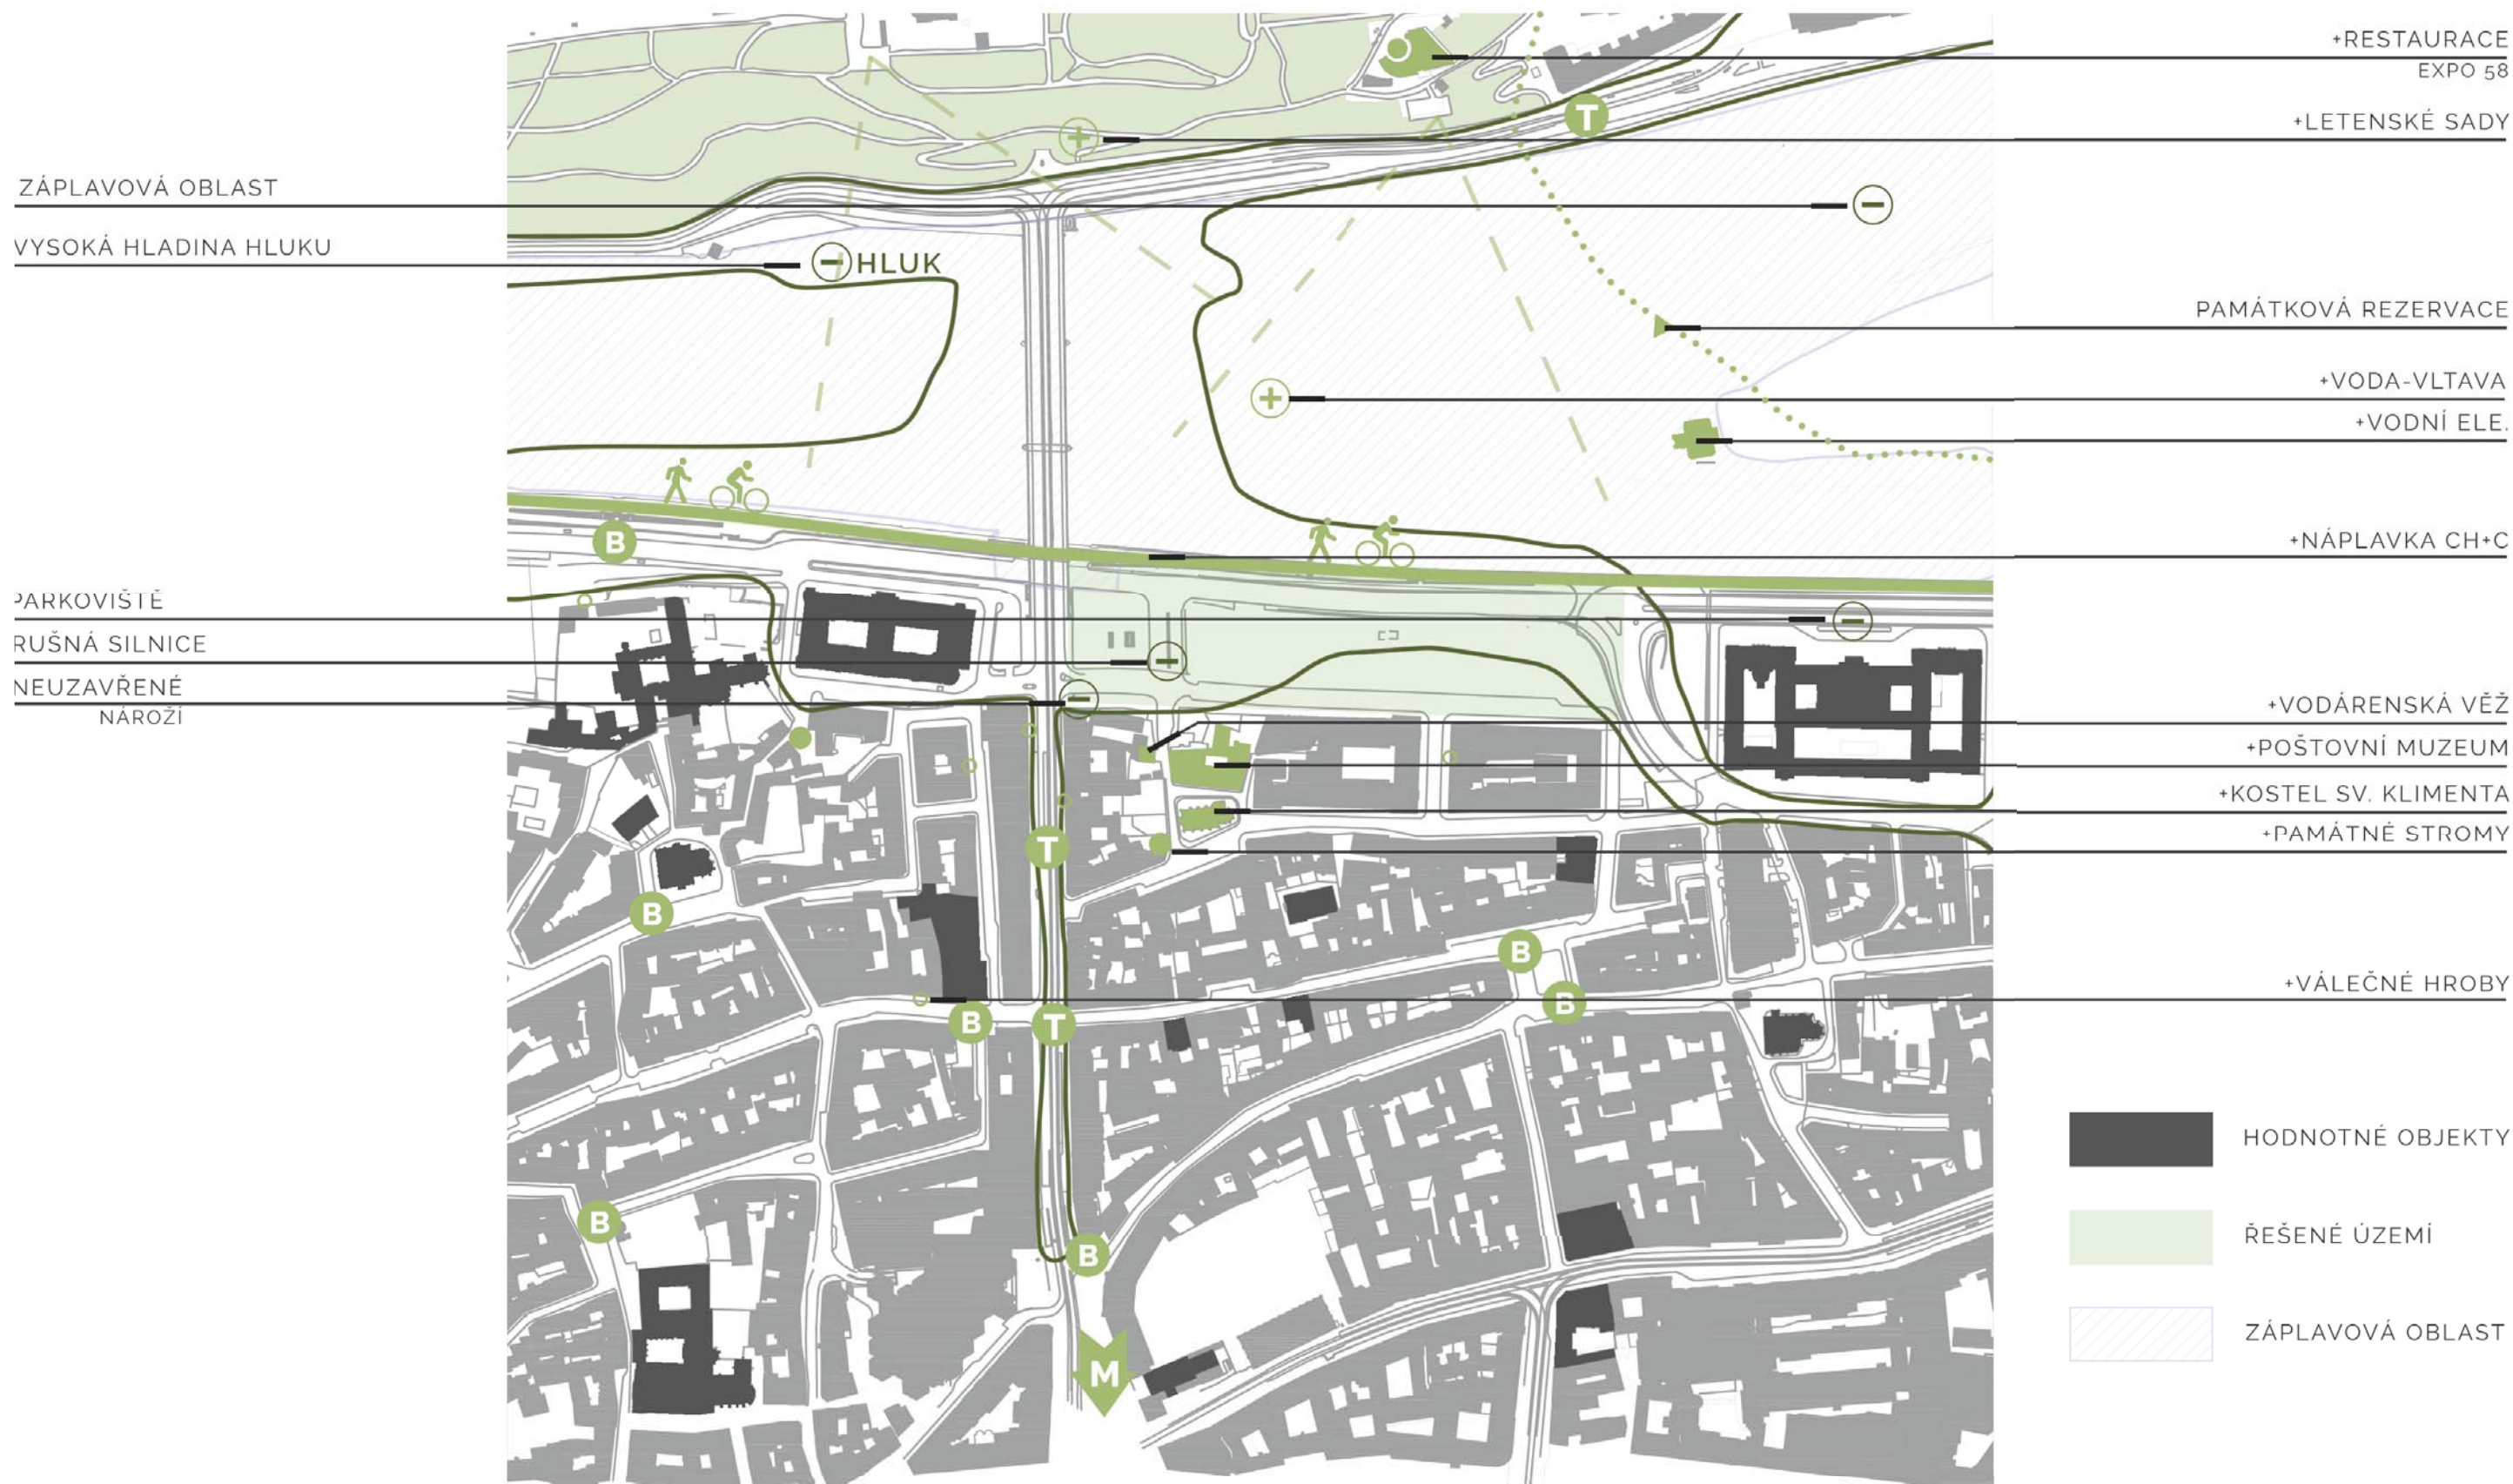 +RESTAURACE
EXPO 58
+LETENSKÉ SADY
T
ZÁPLAVOVÁ OBLAST
VYSOKÁ HLADINA HLUKU
HLUK
PAMÁTKOVÁ REZERVACE
+VODA-VLTAVA
+VODNÍ ELE.
+NÁPLAVKA CH+C
B
PARKOVIŠTĚ
RUŠNÁ SILNICE
NEUZAVŘENÉ
NÁROŽÍ
+VODÁRENSKÁ VĚŽ
+POŠTOVNÍ MUZEUM
+KOSTEL SV. KLIMENTA
+PAMÁTNÉ STROMY
T
B
B
+VÁLEČNÉ HROBY
B
B
T
B
B
M
HODNOTNÉ OBJEKTY
ŘEŠENÉ ÚZEMÍ
ZÁPLAVOVÁ OBLAST